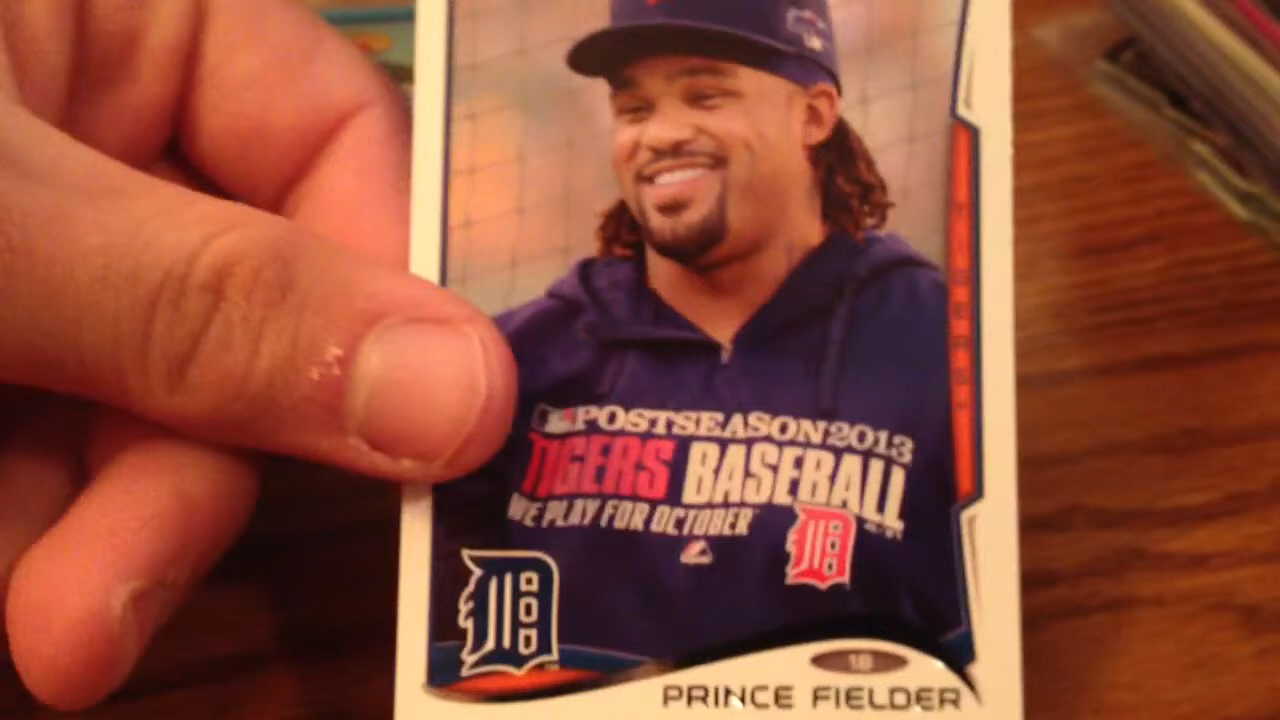 POSTSEASON 2013
TIGERS BASEBALL
WE PLAY FOR OCTOBER
D
D
1B
PRINCE FIELDER